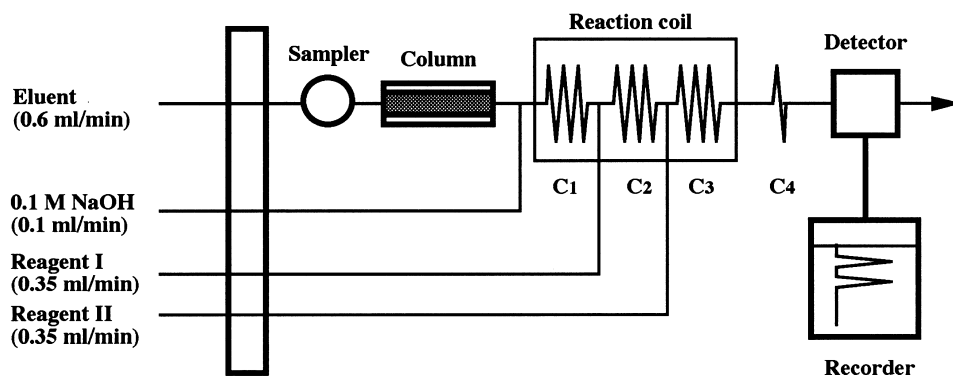 Reaction coil
Sampler
Column
Detector
Eluent
(0.6 ml/min)
C1
C2
C3
C4
0.1 M NaOH
(0.1 ml/min)
Reagent I
(0.35 ml/min)
Reagent II
(0.35 ml/min)
Recorder